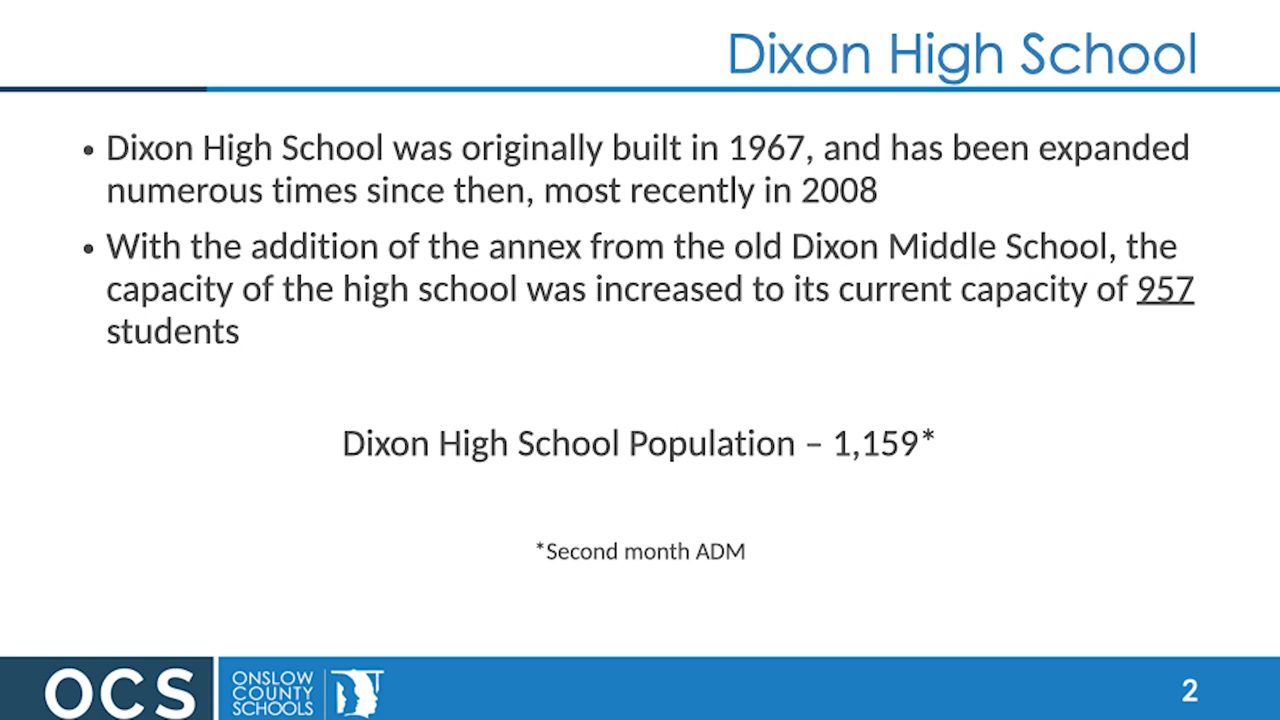 Dixon High School
• Dixon High School was originally built in 1967, and has been expanded
numerous times since then, most recently in 2008
• With the addition of the annex from the old Dixon Middle School, the
capacity of the high school was increased to its current capacity of 957
students
Dixon High School Population – 1,159*
*Second month ADM
OCS
ONSLOW
COUNTY
SCHOOLS
2